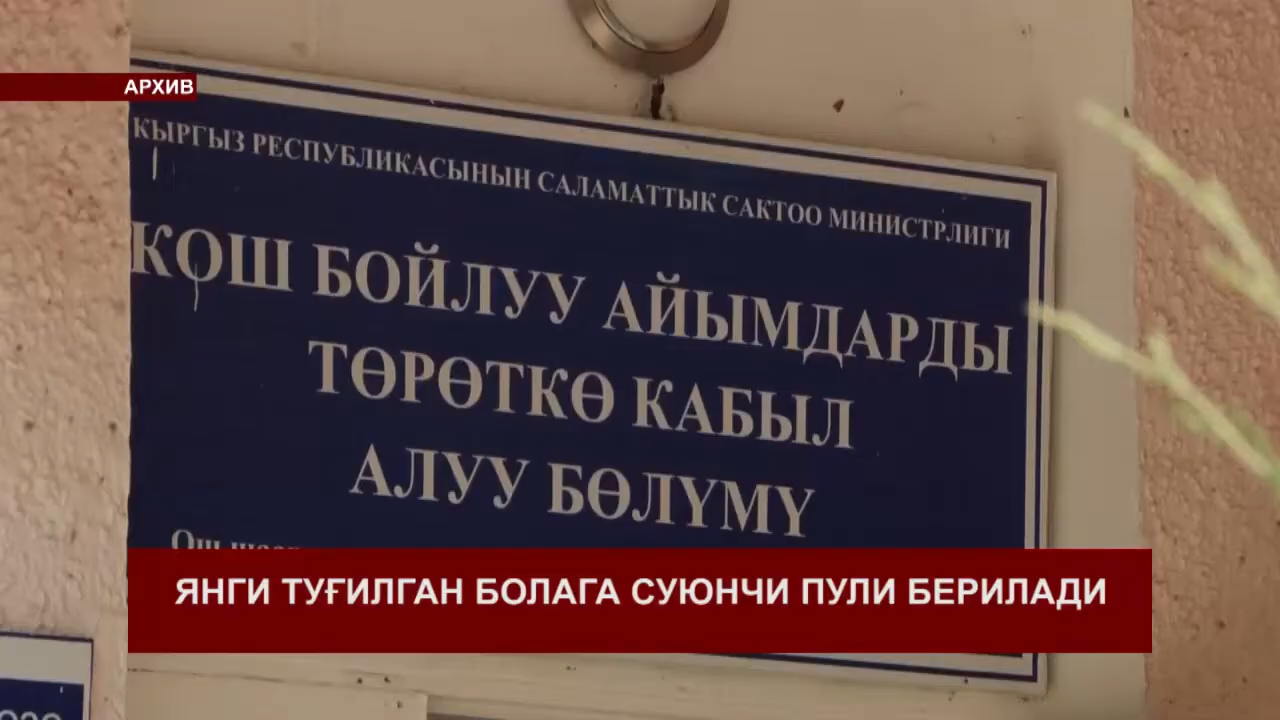 АРХИВ
КЫРГЫЗ РЕСПУБЛИКАСЫНЫН САЛАМАТТЫК САКТОО МИНИСТРЛИГИ
КОШ БОЙЛУУ АЙЫМДАРДЫ
ТӨРӨТКӨ КАБЫЛ
АЛУУ БӨЛҮМҮ
ЯНГИ ТУҒИЛГАН БОЛАГА СУЮНЧИ ПУЛИ БЕРИЛАДИ